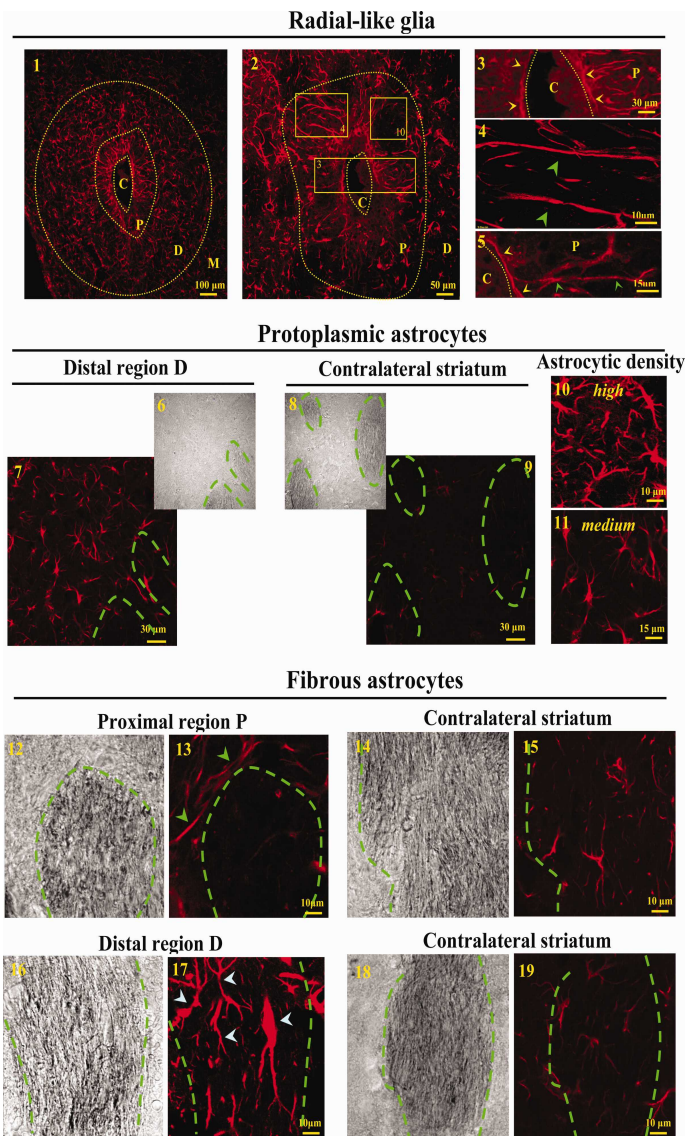 Radial-like glia
1
C
P
D
M
100 µm
2
4
10
3
C
P
D
50 µm
3
C
P
30 µm
4
10µm
5
P
C
15µm
Protoplasmic astrocytes
Distal region D
Contralateral striatum
Astrocytic density
6
7
30 µm
8
9
30 µm
10
high
10 µm
11
medium
15 µm
Fibrous astrocytes
Proximal region P
Contralateral striatum
12
13
10µm
14
15
10 µm
Distal region D
Contralateral striatum
16
17
10µm
18
19
10 µm